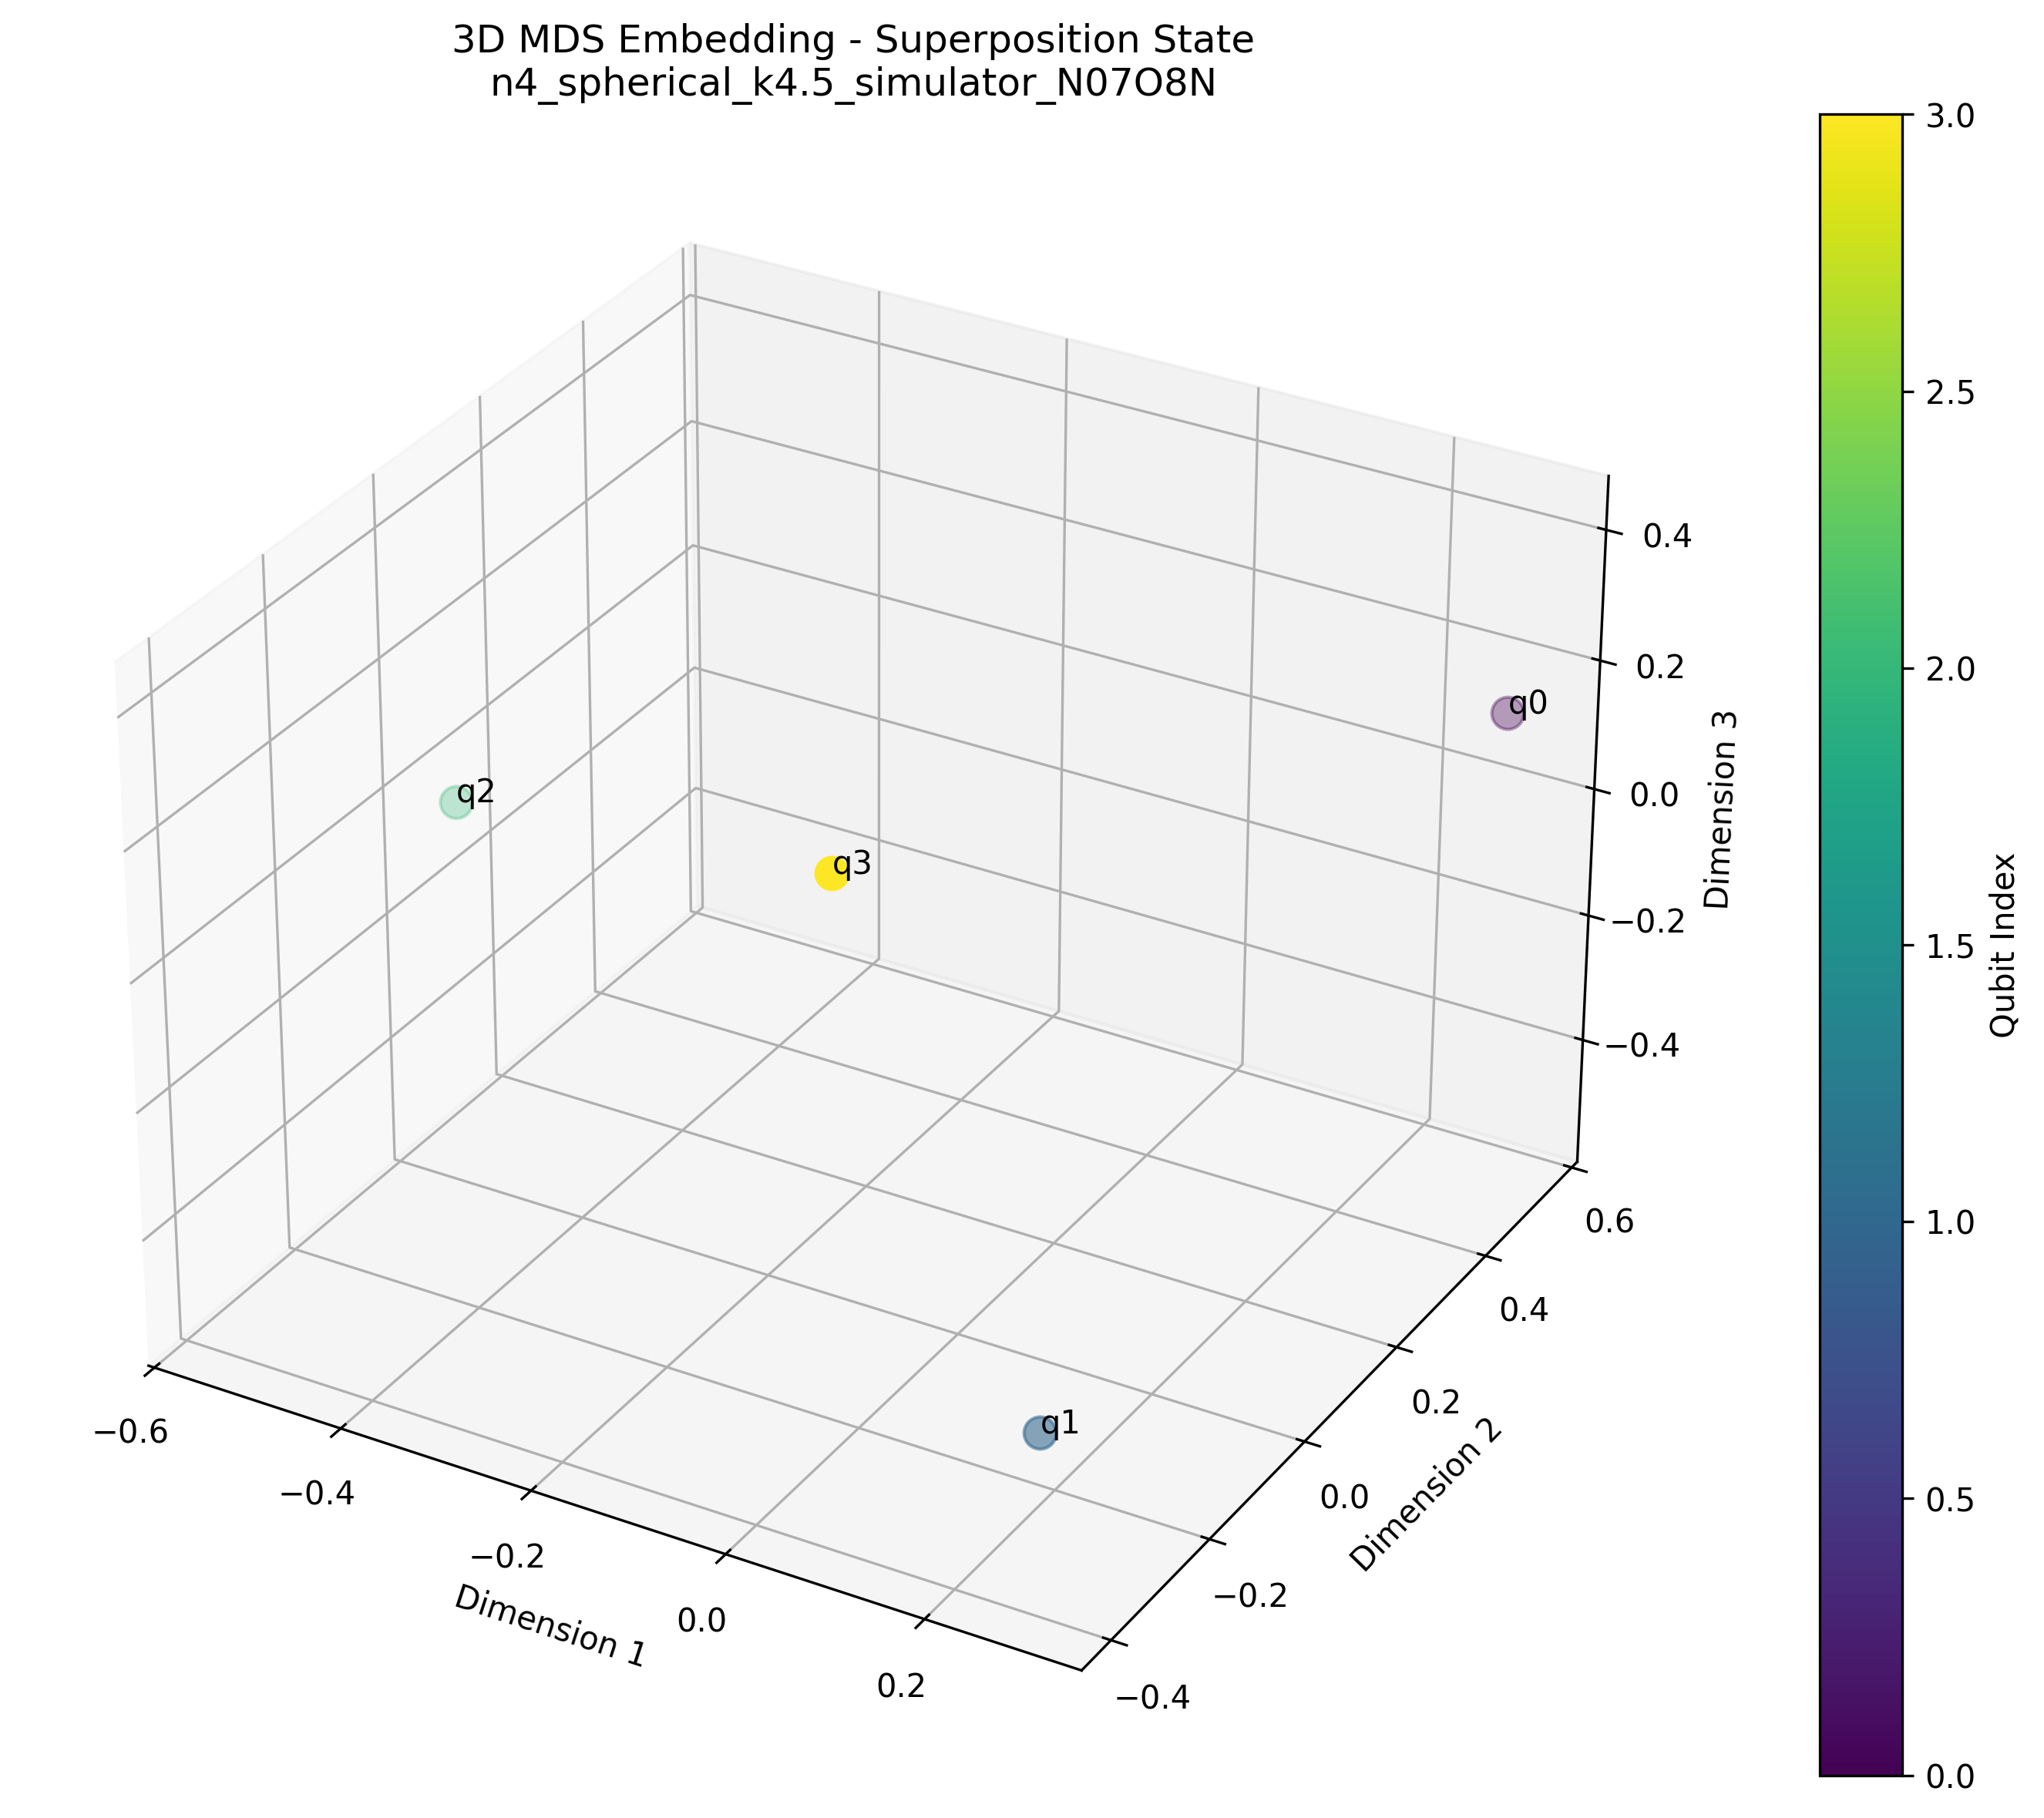 3D MDS Embedding - Superposition State
n4_spherical_k4.5_simulator_N07O8N
q0
q2
q3
q1
−0.6
−0.4
−0.2
0.0
0.2
Dimension 1
−0.4
−0.2
0.0
0.2
0.4
0.6
Dimension 2
0.4
0.2
0.0
−0.2
−0.4
Dimension 3
3.0
2.5
2.0
1.5
1.0
0.5
0.0
Qubit Index